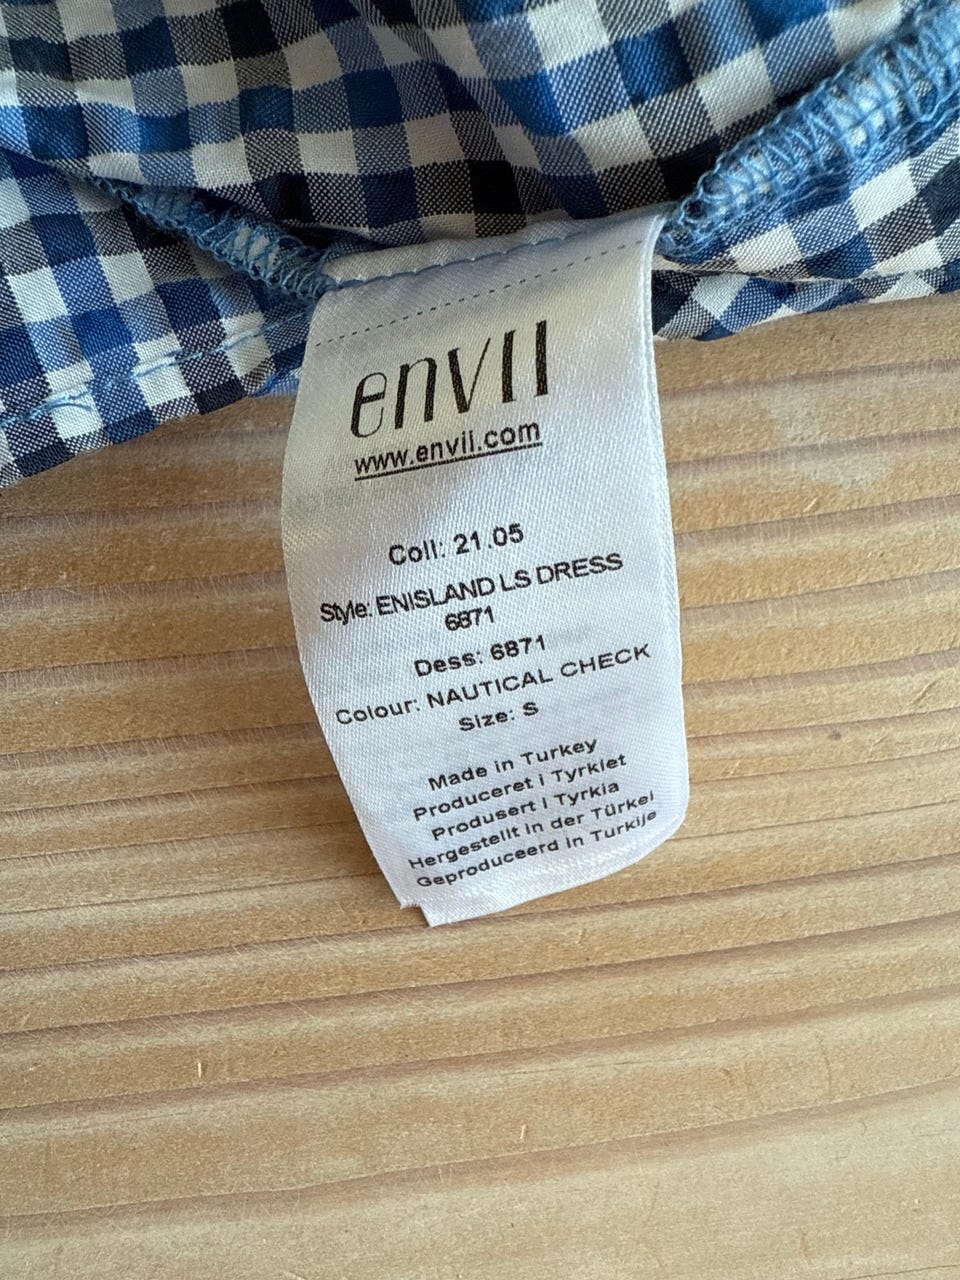 envii
www.envii.com
Coll: 21.05
Style: ENISLAND LS DRESS
6871
Dess: 6871
Colour: NAUTICAL CHECK
Size: S
Made in Turkey
Produceret i Tyrkiet
Produsert i Tyrkia
Hergestellt in der Türkei
Geproduceerd in Turkije